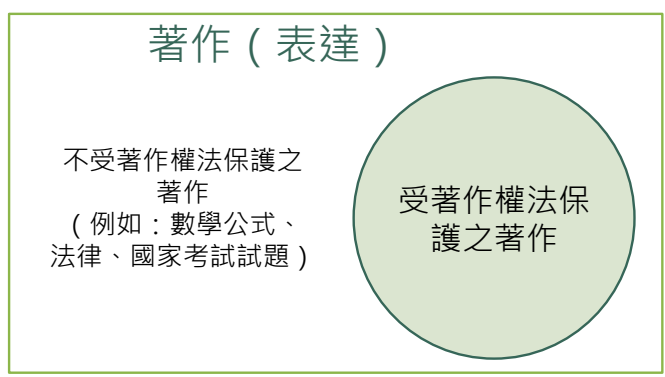 著作（表達）
不受著作權法保護之
著作
（例如：數學公式、
法律、國家考試試題）
受著作權法保
護之著作